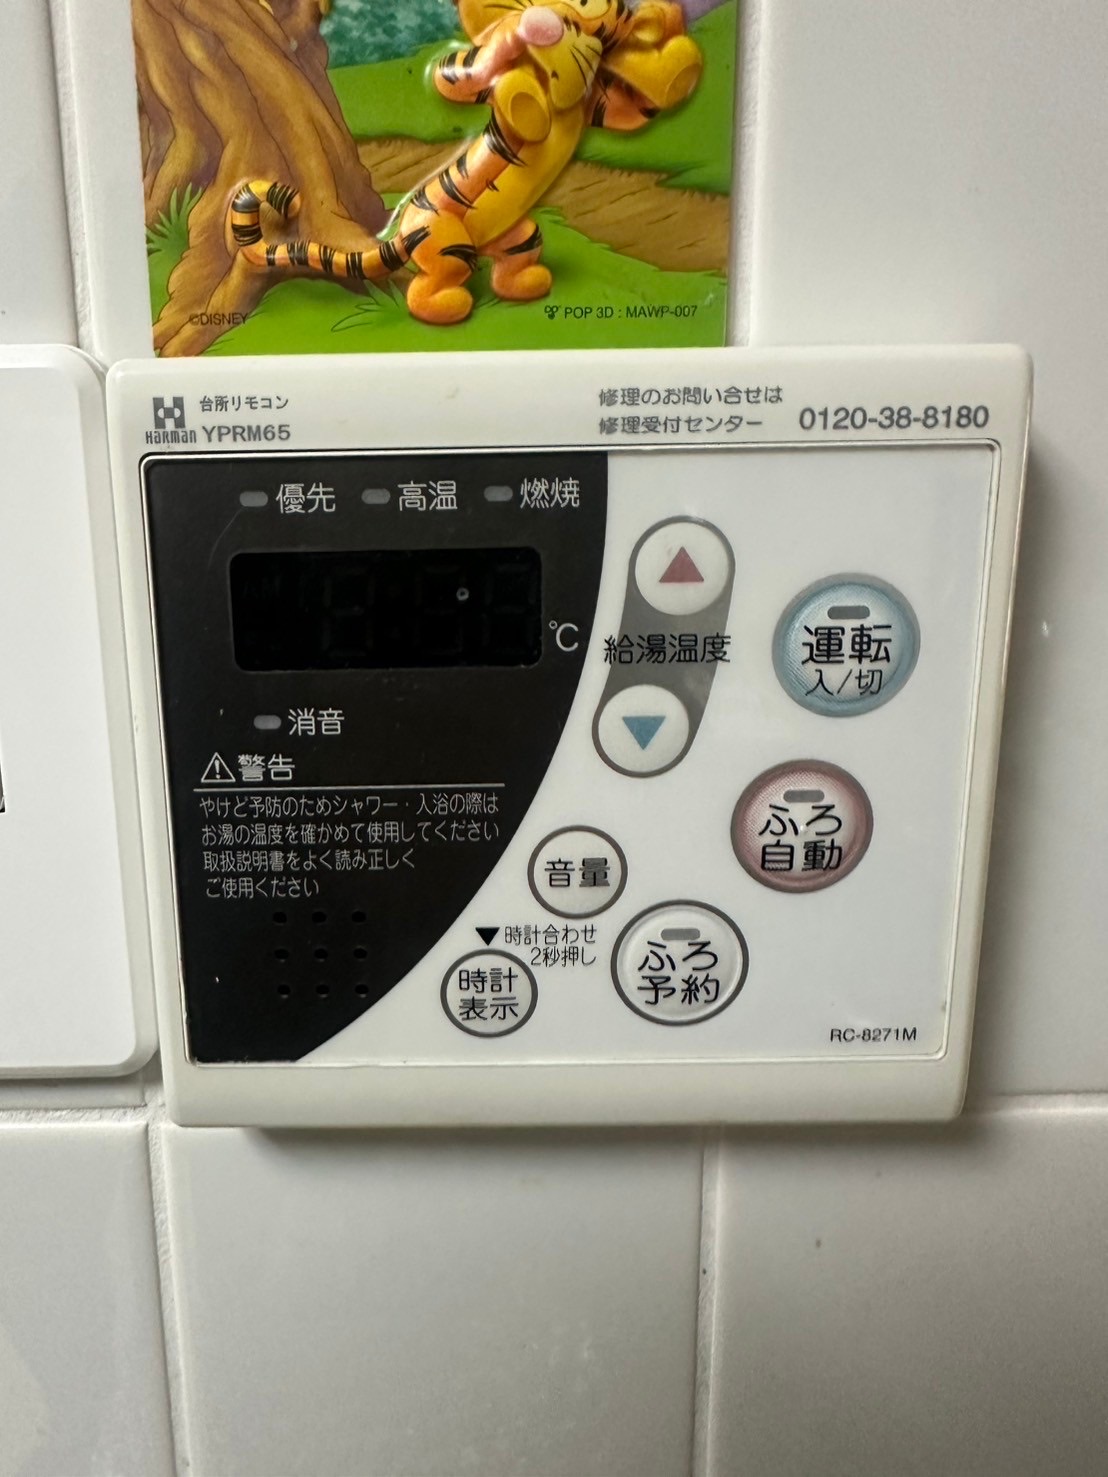 ©DISNEY
POP 3D : MAWP-007
HARMAN
台所リモコン
YPRM65
修理のお問い合せは
修理受付センター 0120-38-8180
優先 高温 燃焼
℃
給湯温度
運転
入/切
消音
⚠警告
やけど予防のためシャワー・入浴の際は
お湯の温度を確かめて使用してください
取扱説明書をよく読み正しく
ご使用ください
ふろ
自動
音量
▼時計合わせ
2秒押し
時計
表示
ふろ
予約
RC-8271M